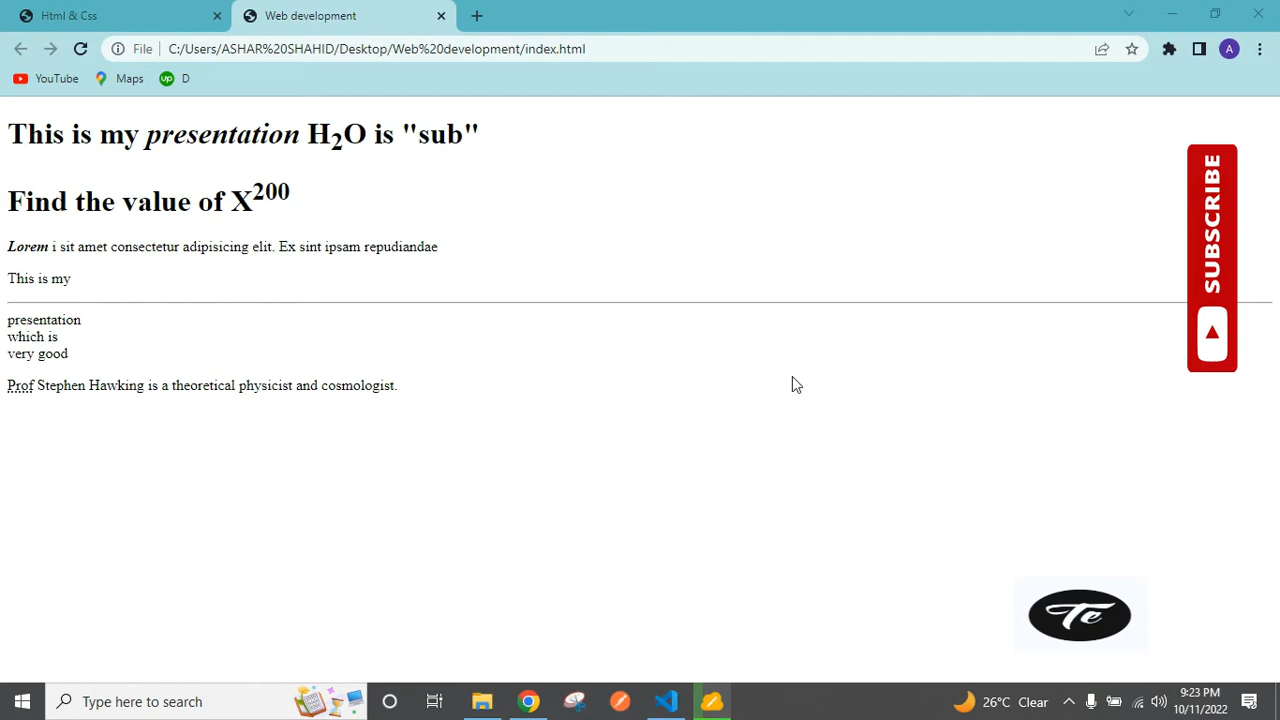 Html & Css
Web development
File
C:/Users/ASHAR%20SHAHID/Desktop/Web%20development/index.html
A
YouTube
Maps
up
D
This is my presentation H₂O is "sub"
Find the value of X²⁰⁰
Lorem i sit amet consectetur adipisicing elit. Ex sint ipsam repudiandae
This is my
presentation
which is
very good
Prof Stephen Hawking is a theoretical physicist and cosmologist.
SUBSCRIBE
Te
Type here to search
26°C Clear
9:23 PM
10/11/2022